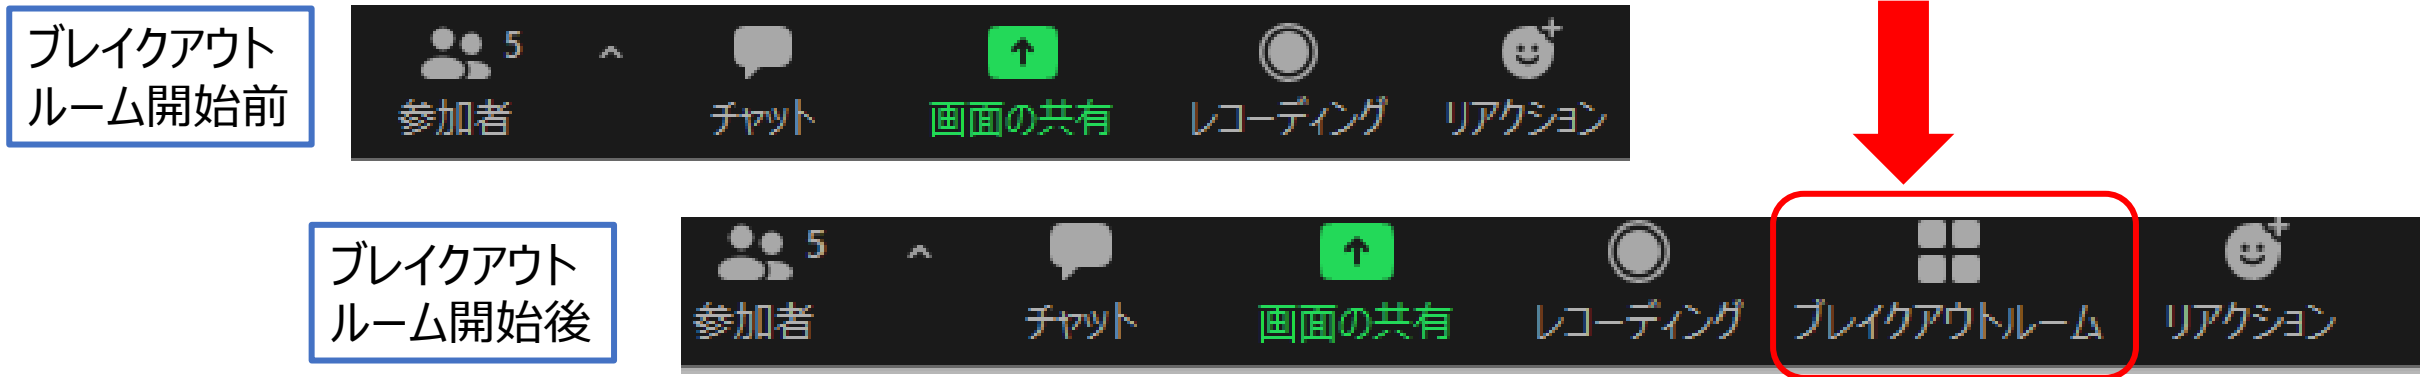 ブレイクアウト
ルーム開始前
5
参加者 チャット 画面の共有 レコーディング リアクション
ブレイクアウト
ルーム開始後
5
参加者 チャット 画面の共有 レコーディング ブレイクアウトルーム リアクション